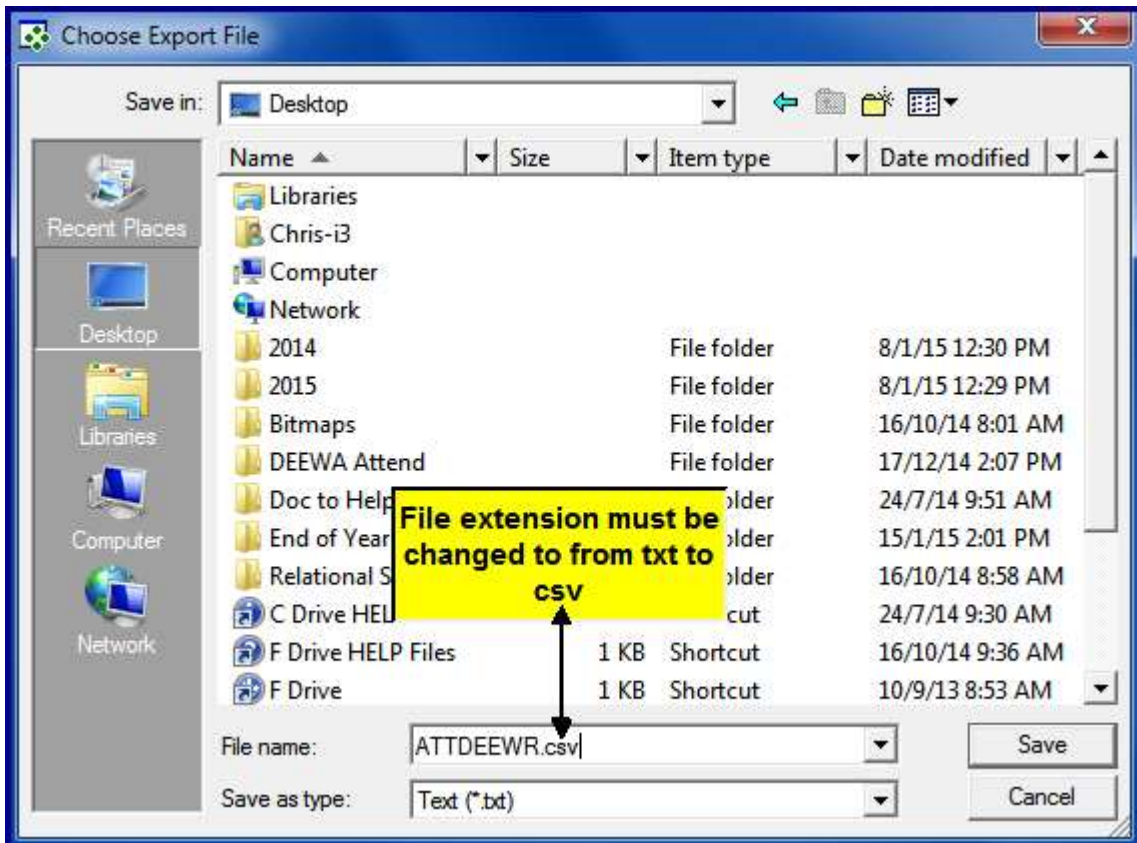 Choose Export File
Save in: Desktop
Name Size Item type Date modified
Recent Places
Desktop
Libraries
Computer
Network
Libraries
Chris-i3
Computer
Network
2014 File folder 8/1/15 12:30 PM
2015 File folder 8/1/15 12:29 PM
Bitmaps File folder 16/10/14 8:01 AM
DEEWA Attend File folder 17/12/14 2:07 PM
Doc to Help lder 24/7/14 9:51 AM
End of Year lder 15/1/15 2:01 PM
Relational S lder 16/10/14 8:58 AM
C Drive HEL cut 24/7/14 9:30 AM
F Drive HELP Files 1 KB Shortcut 16/10/14 9:36 AM
F Drive 1 KB Shortcut 10/9/13 8:53 AM
File extension must be
changed to from txt to
csv
File name: ATTDEEWR.csv Save
Save as type: Text (*.txt) Cancel